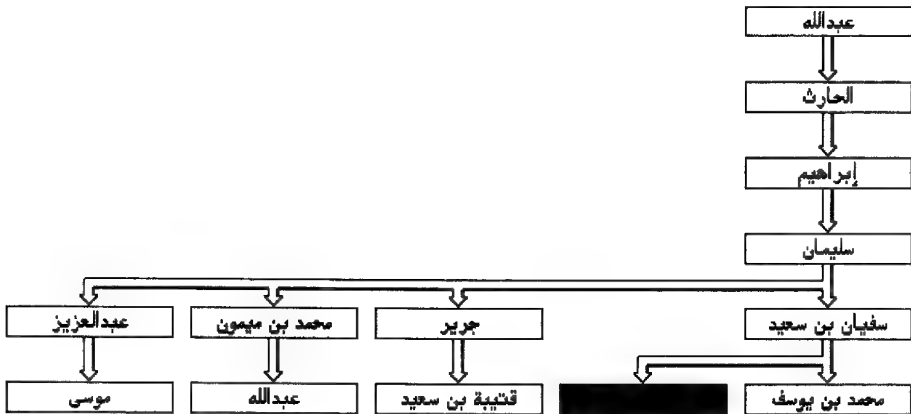 عبدالله
الحارث
إبراهيم
سليمان
سفيان بن سعيد
جرير
محمد بن ميمون
عبدالعزيز
محمد بن يوسف
قتيبة بن سعيد
عبدالله
موسى